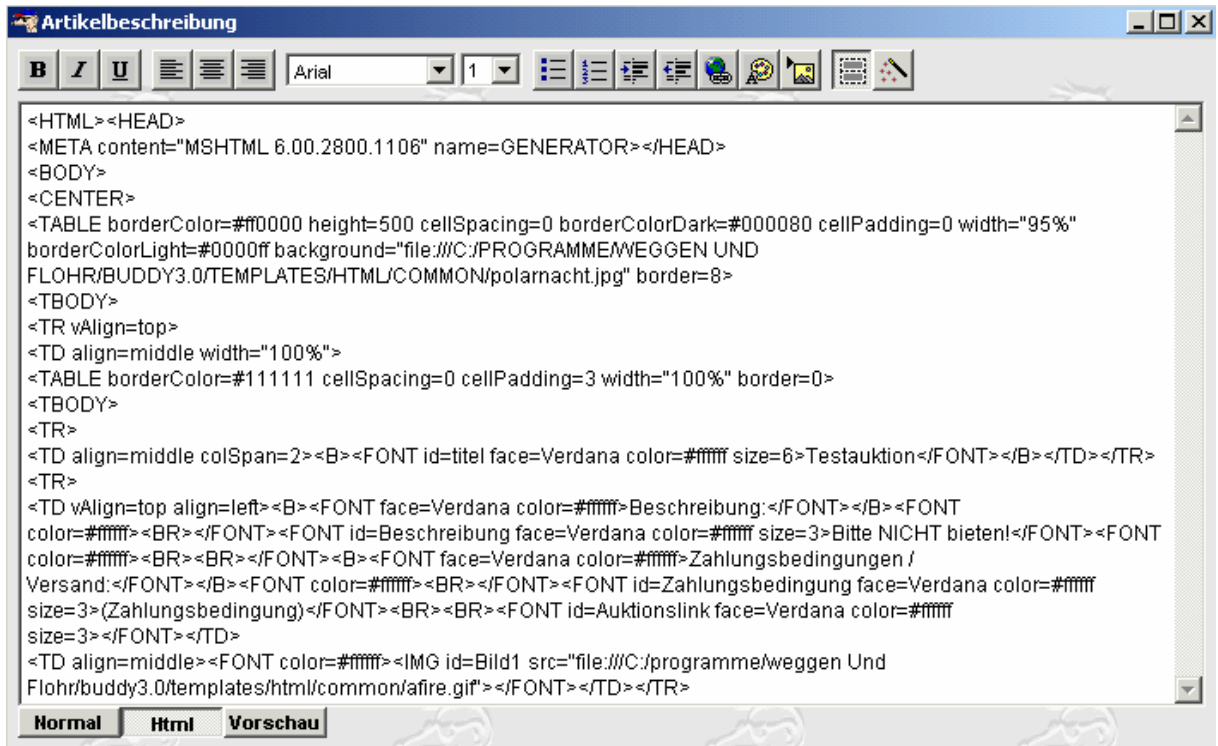 Artikelbeschreibung
B I U Arial 1
<HTML><HEAD>
<META content="MSHTML 6.00.2800.1106" name=GENERATOR></HEAD>
<BODY>
<CENTER>
<TABLE borderColor=#ff0000 height=500 cellSpacing=0 borderColorDark=#000080 cellPadding=0 width="95%"
borderColorLight=#0000ff background="file:///C:/PROGRAMME/WEGGEN UND
FLOHR/BUDDY3.0/TEMPLATES/HTML/COMMON/polarnacht.jpg" border=8>
<TBODY>
<TR vAlign=top>
<TD align=middle width="100%">
<TABLE borderColor=#111111 cellSpacing=0 cellPadding=3 width="100%" border=0>
<TBODY>
<TR>
<TD align=middle colSpan=2><B><FONT id=titel face=Verdana color=#ffffff size=6>Testauktion</FONT></B></TD></TR>
<TR>
<TD vAlign=top align=left><B><FONT face=Verdana color=#ffffff>Beschreibung:</FONT></B><FONT
color=#ffffff><BR></FONT><FONT id=Beschreibung face=Verdana color=#ffffff size=3>Bitte NICHT bieten!</FONT><FONT
color=#ffffff><BR><BR></FONT><B><FONT face=Verdana color=#ffffff>Zahlungsbedingungen /
Versand:</FONT></B><FONT color=#ffffff><BR></FONT><FONT id=Zahlungsbedingung face=Verdana color=#ffffff
size=3>(Zahlungsbedingung)</FONT><BR><BR><FONT id=Auktionslink face=Verdana color=#ffffff
size=3></FONT></TD>
<TD align=middle><FONT color=#ffffff><IMG id=Bild1 src="file:///C:/programme/weggen Und
Flohr/buddy3.0/templates/html/common/afire.gif"></FONT></TD></TR>
Normal Html Vorschau